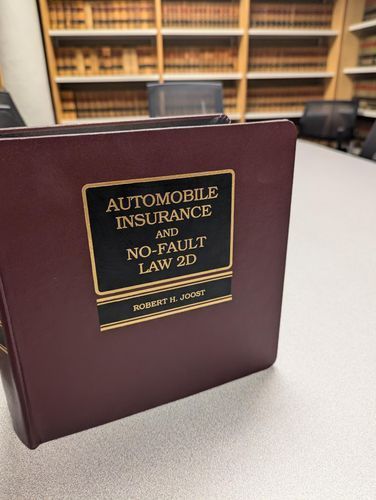 AUTOMOBILE
INSURANCE
AND
NO-FAULT
LAW 2D
ROBERT H. JOOST